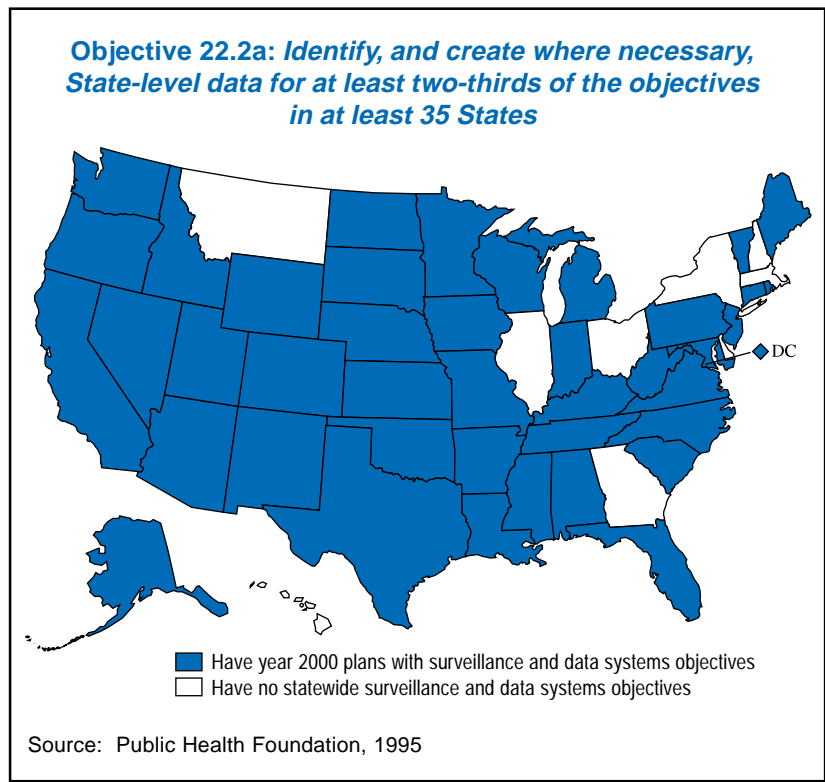 Objective 22.2a: Identify, and create where necessary,
State-level data for at least two-thirds of the objectives
in at least 35 States
DC
Have year 2000 plans with surveillance and data systems objectives
Have no statewide surveillance and data systems objectives
Source: Public Health Foundation, 1995